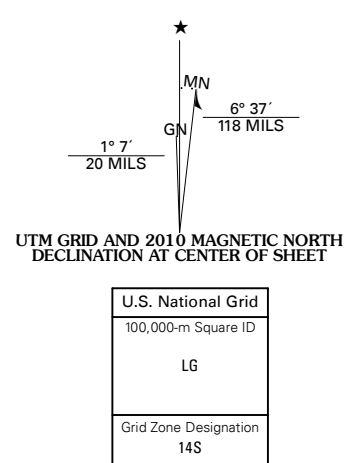 ★
MN
GN
6° 37´
118 MILS
1° 7´
20 MILS
UTM GRID AND 2010 MAGNETIC NORTH
DECLINATION AT CENTER OF SHEET
U.S. National Grid
100,000-m Square ID
LG
Grid Zone Designation
14S